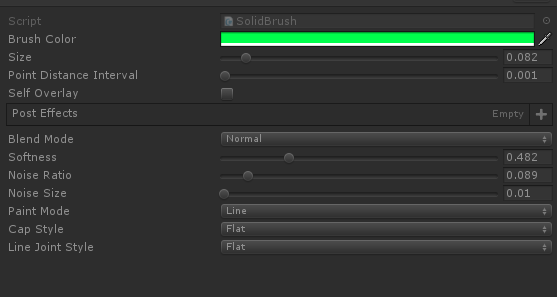 Script SolidBrush
Brush Color
Size 0.082
Point Distance Interval 0.001
Self Overlay
Post Effects Empty
Blend Mode Normal
Softness 0.482
Noise Ratio 0.089
Noise Size 0.01
Paint Mode Line
Cap Style Flat
Line Joint Style Flat